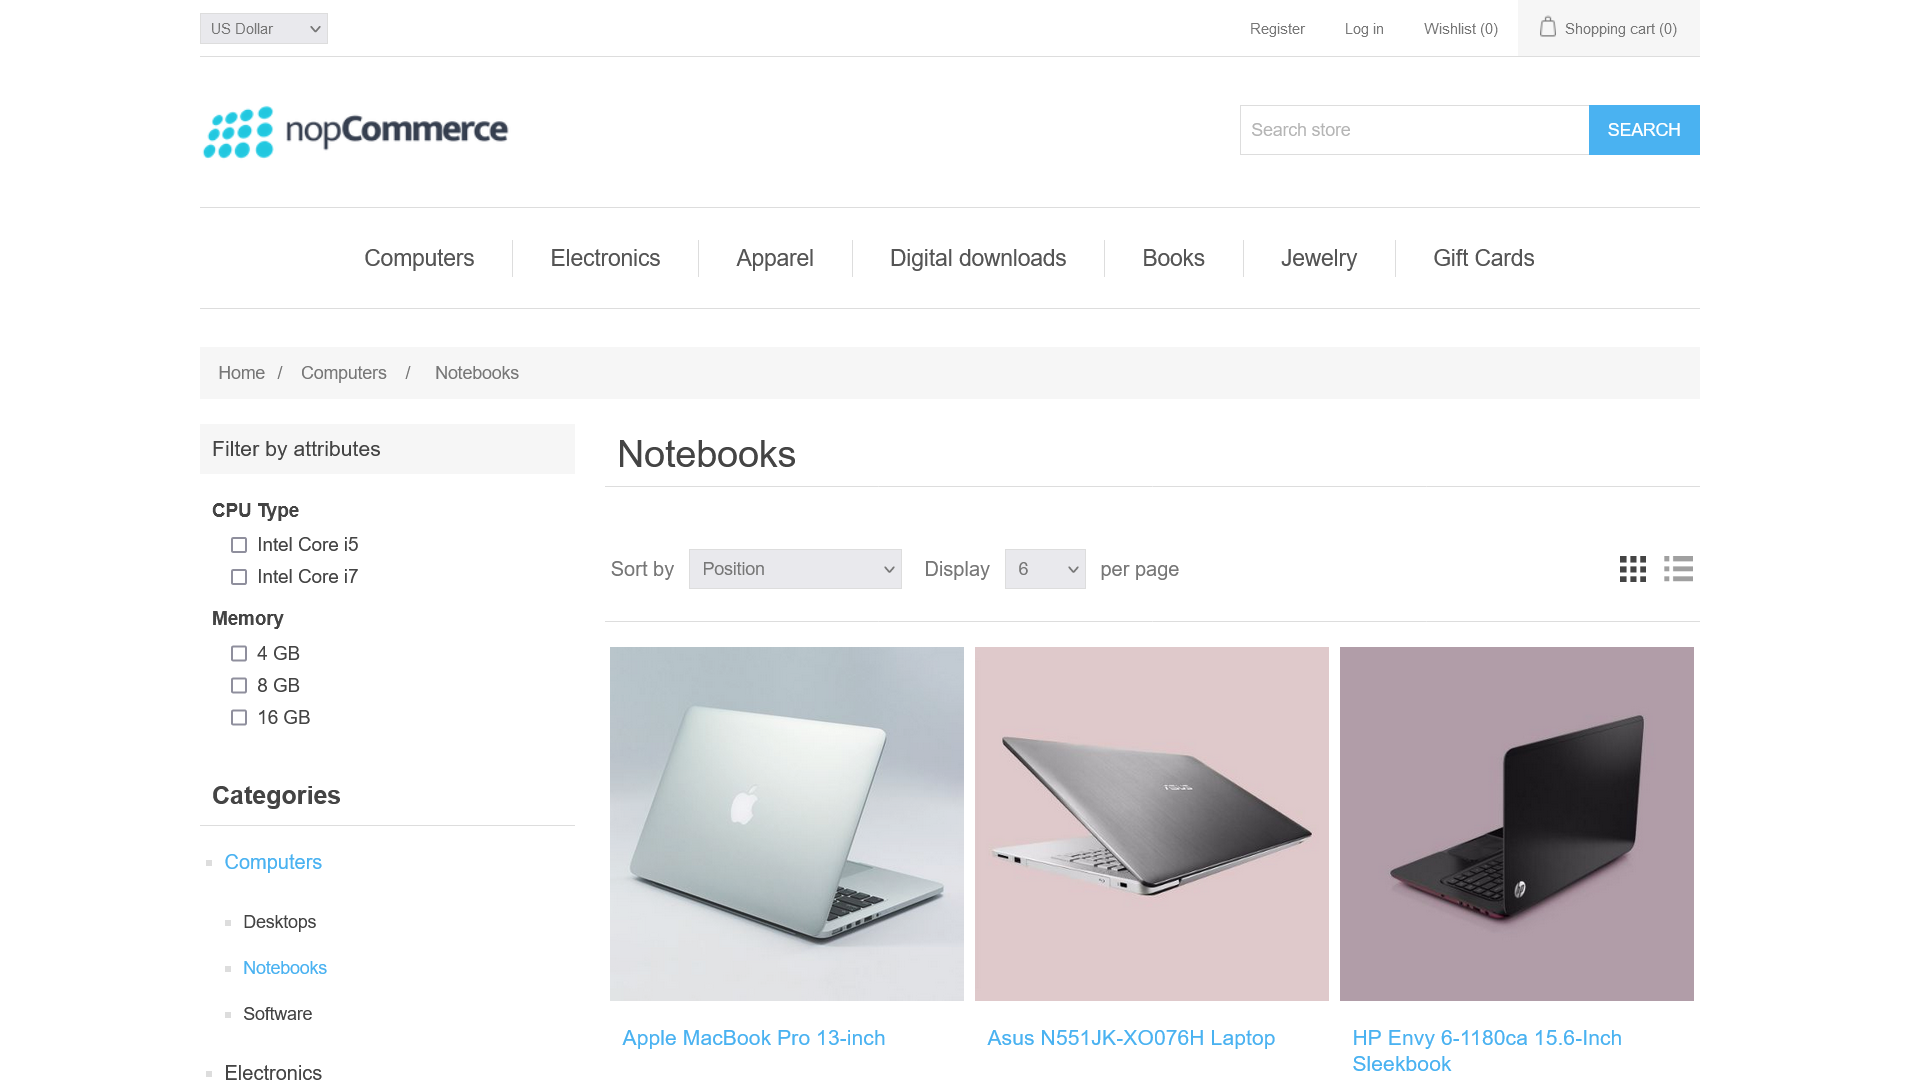 US Dollar
Register
Log in
Wishlist (0)
Shopping cart (0)
nopCommerce
Search store
SEARCH
Computers
Electronics
Apparel
Digital downloads
Books
Jewelry
Gift Cards
Home / Computers / Notebooks
Filter by attributes
CPU Type
Intel Core i5
Intel Core i7
Memory
4 GB
8 GB
16 GB
Categories
Computers
Desktops
Notebooks
Software
Electronics
Notebooks
Sort by Position Display 6 per page
ASUS
hp
Apple MacBook Pro 13-inch
Asus N551JK-XO076H Laptop
HP Envy 6-1180ca 15.6-Inch
Sleekbook